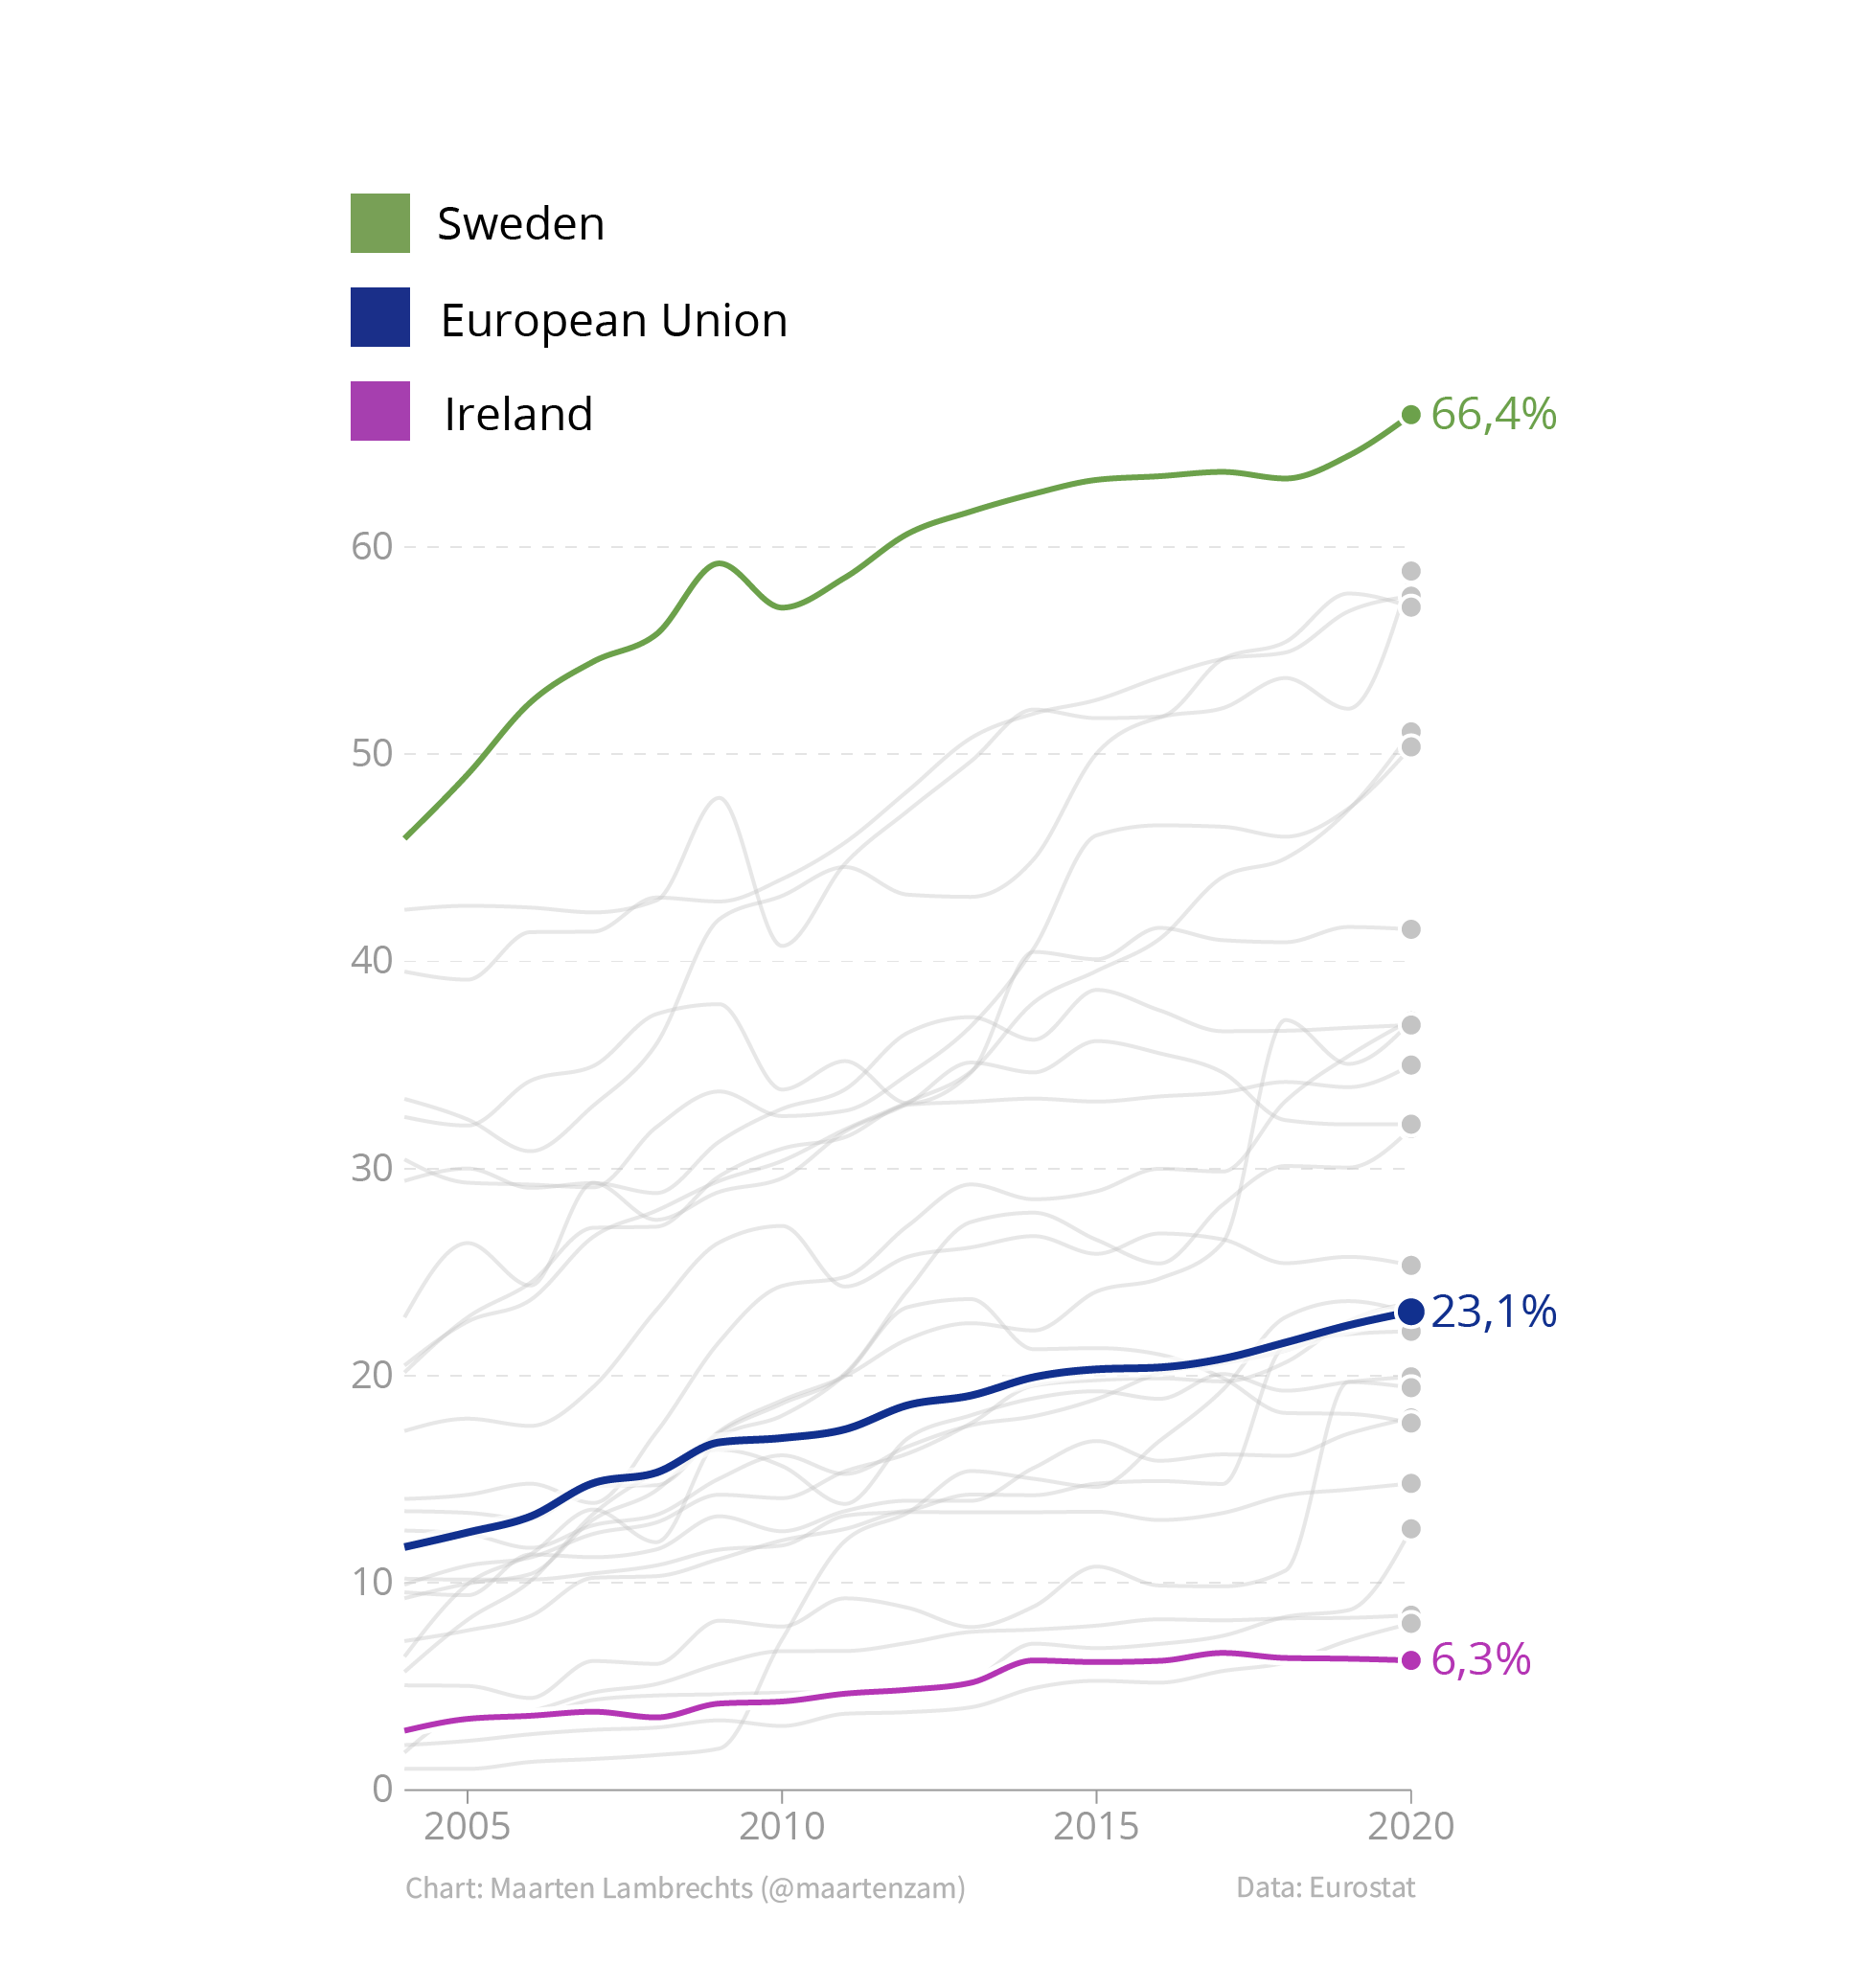 Sweden
European Union
Ireland
66,4%
60
50
40
30
23,1%
20
10
6,3%
0
2005 2010 2015 2020
Chart: Maarten Lambrechts (@maartenzam) Data: Eurostat